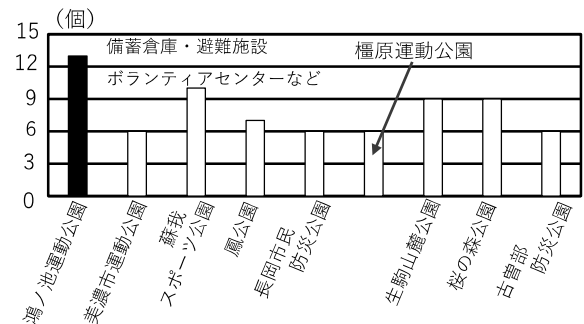 (個)
15
12
9
6
3
0
備蓄倉庫・避難施設
ボランティアセンターなど
橿原運動公園
鴻ノ池運動公園
美濃市運動公園
蘇我
スポーツ公園
鳳公園
長岡市民
防災公園
生駒山麓公園
桜の森公園
古曽部
防災公園